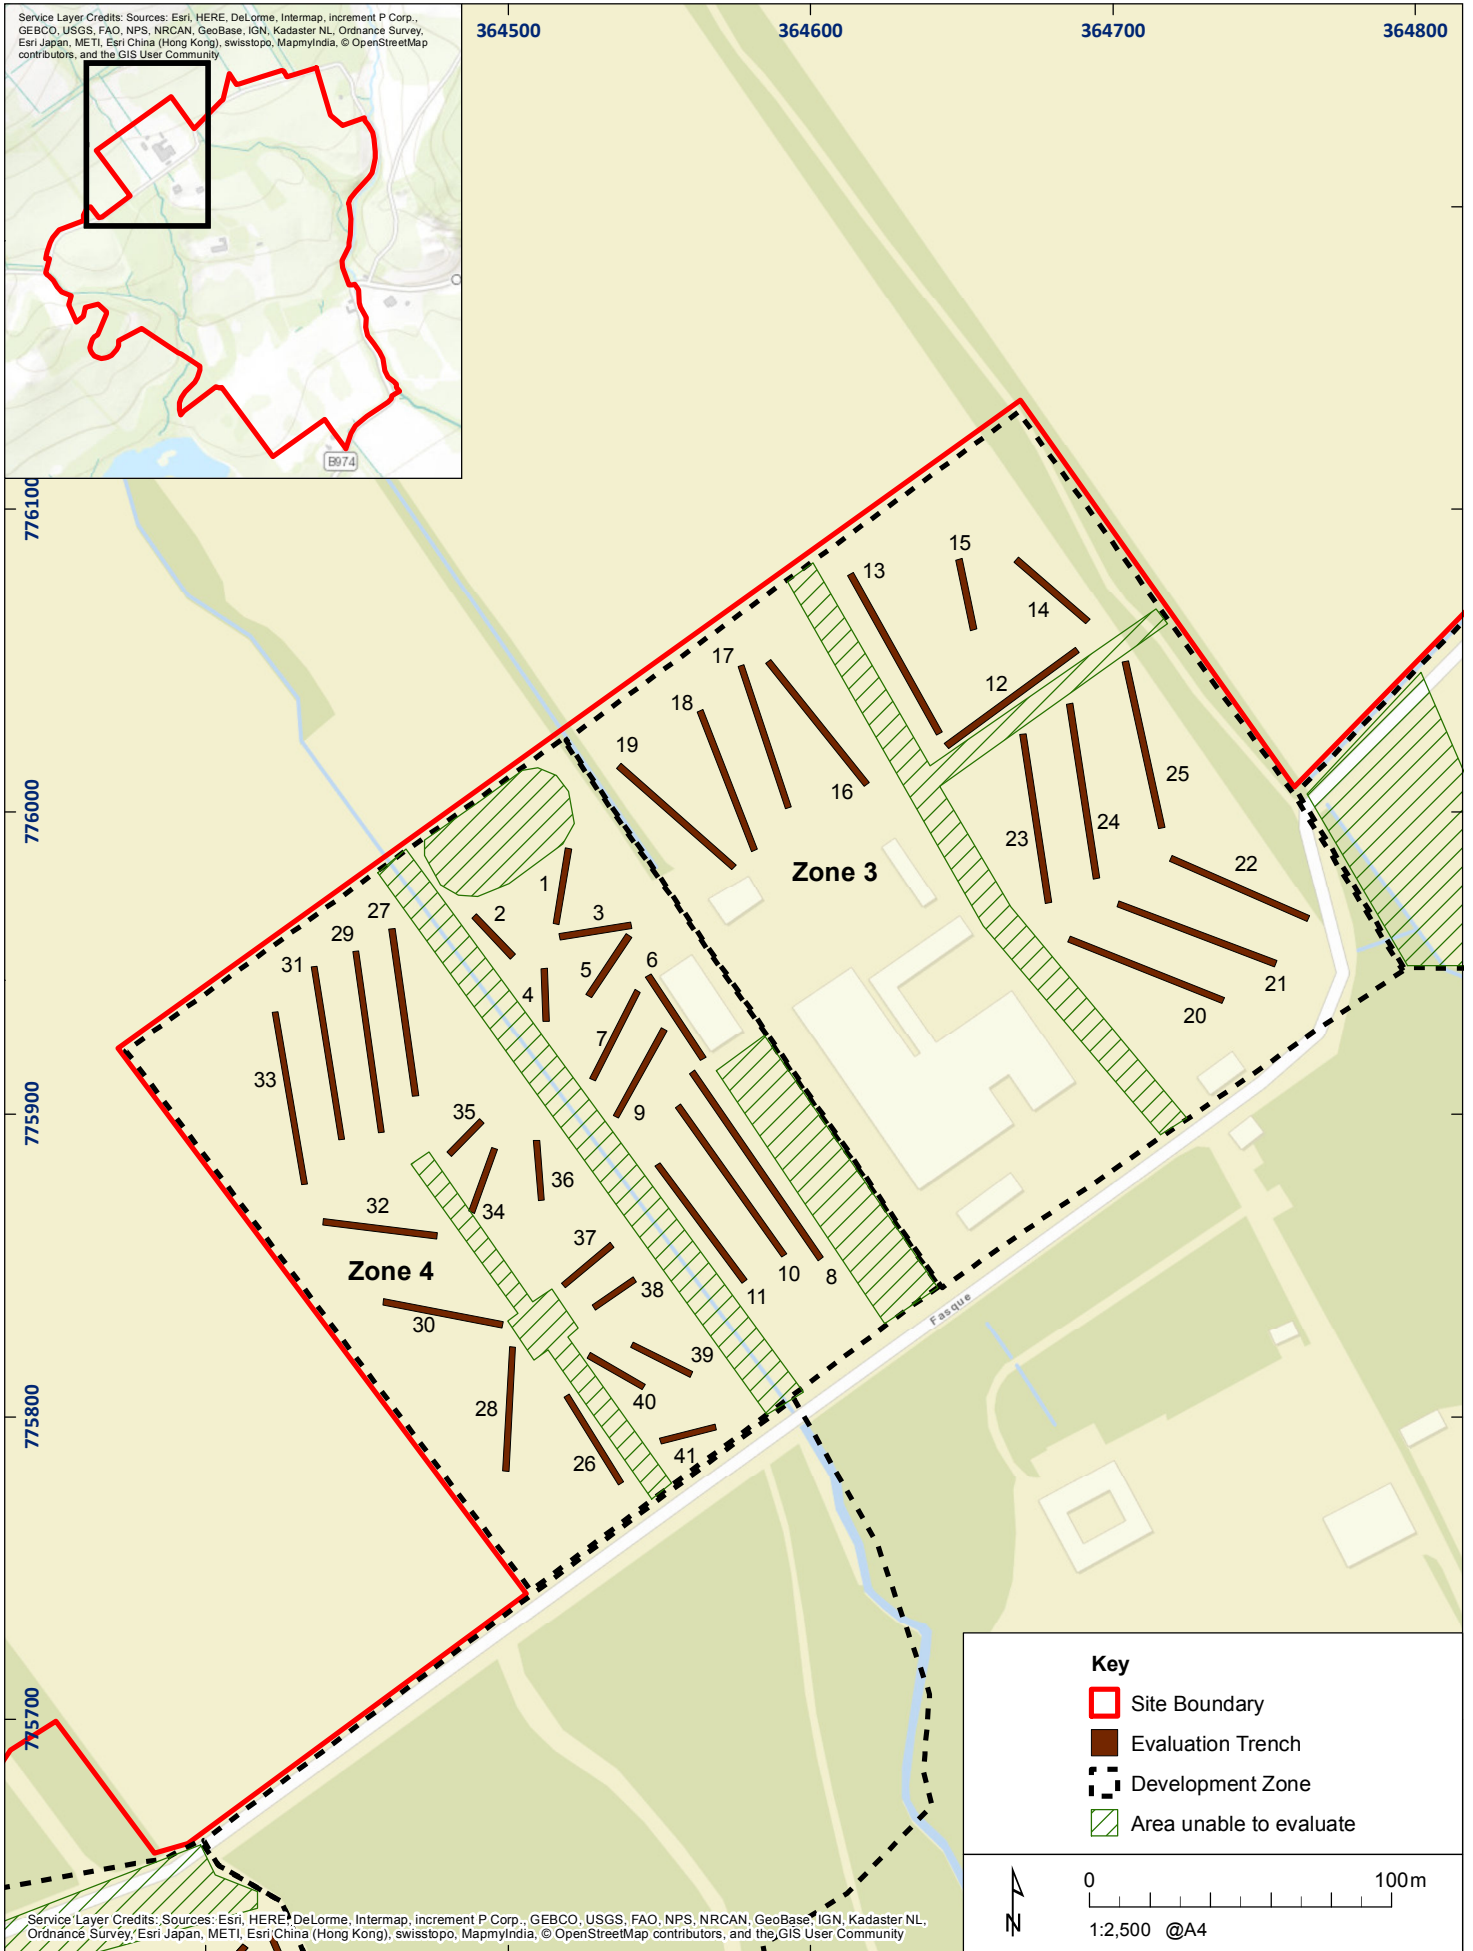 Service Layer Credits: Sources: Esri, HERE, DeLorme, Intermap, increment P Corp.,
GEBCO, USGS, FAO, NPS, NRCAN, GeoBase, IGN, Kadaster NL, Ordnance Survey,
Esri Japan, METI, Esri China (Hong Kong), swisstopo, MapmyIndia, © OpenStreetMap
contributors, and the GIS User Community
364500
364600
364700
364800
B974
776100
776000
775900
775800
775700
15
13
14
17
12
18
19
25
16
24
23
Zone 3
22
1
27
2
3
29
31
6
5
21
4
20
7
33
9
35
36
34
32
37
Zone 4
10
8
38
11
30
Fasque
39
40
28
41
26
Key
Site Boundary
Evaluation Trench
Development Zone
Area unable to evaluate
N
0
100m
1:2,500 @A4
Service Layer Credits: Sources: Esri, HERE, DeLorme, Intermap, increment P Corp., GEBCO, USGS, FAO, NPS, NRCAN, GeoBase, IGN, Kadaster NL,
Ordnance Survey, Esri Japan, METI, Esri China (Hong Kong), swisstopo, MapmyIndia, © OpenStreetMap contributors, and the GIS User Community